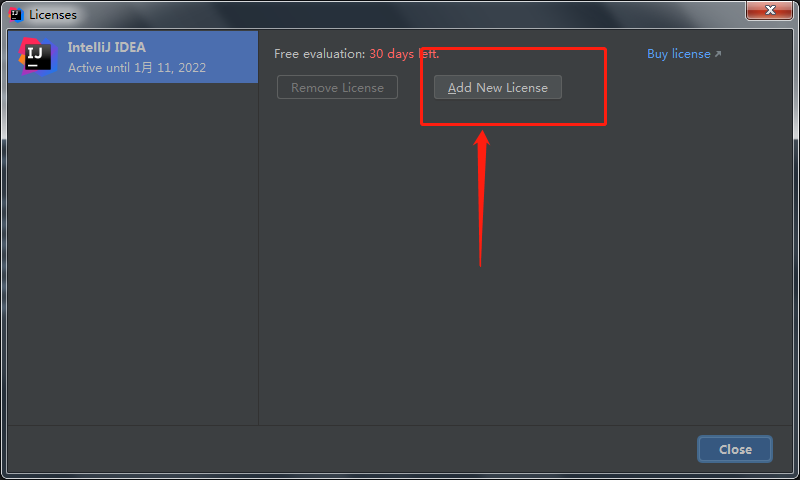 Licenses
IJ
IntelliJ IDEA
Active until 1月 11, 2022
Free evaluation: 30 days left.
Buy license
Remove License
Add New License
Close